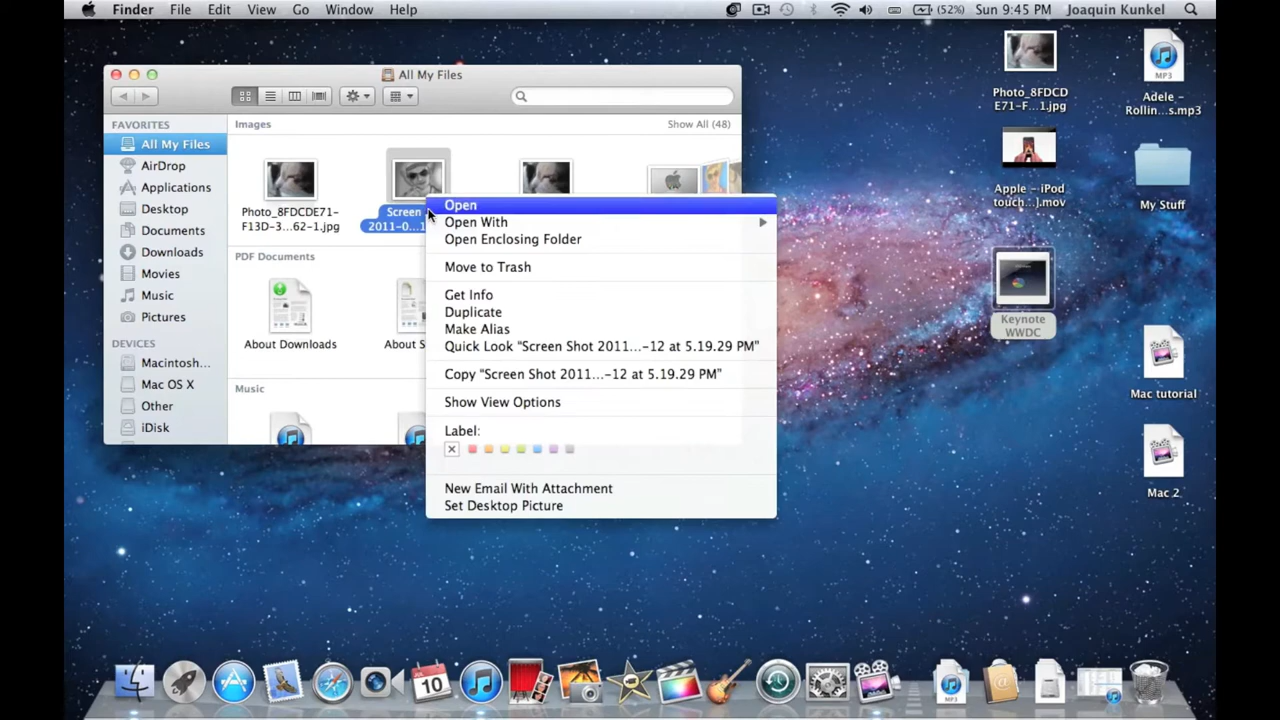 Finder File Edit View Go Window Help (52%) Sun 9:45 PM Joaquin Kunkel
All My Files
FAVORITES
All My Files
AirDrop
Applications
Desktop
Documents
Downloads
Movies
Music
Pictures
DEVICES
Macintosh...
Mac OS X
Other
iDisk
Images Show All (48)
Photo_8FDCDE71-
F13D-3...62-1.jpg
Screen
2011-0...1
PDF Documents
About Downloads
About S
Music
Open
Open With
Open Enclosing Folder
Move to Trash
Get Info
Duplicate
Make Alias
Quick Look “Screen Shot 2011...-12 at 5.19.29 PM”
Copy “Screen Shot 2011...-12 at 5.19.29 PM”
Show View Options
Label:
New Email With Attachment
Set Desktop Picture
Photo_8FDCD
E71-F...1.jpg
MP3
Adele -
Rollin...s.mp3
Apple - iPod
touch...].mov
My Stuff
Keynote
WWDC
Mac tutorial
Mac 2
10
MP3